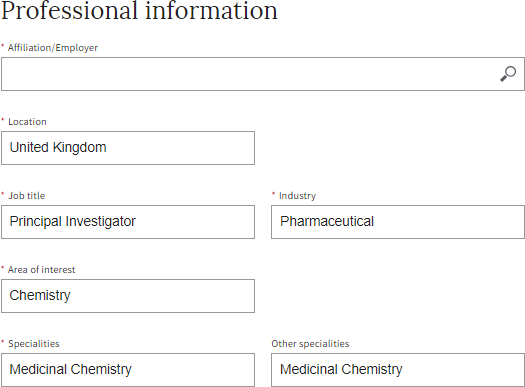 Professional information
* Affiliation/Employer
* Location
United Kingdom
* Job title
* Industry
Principal Investigator
Pharmaceutical
* Area of interest
Chemistry
* Specialities
Other specialities
Medicinal Chemistry
Medicinal Chemistry